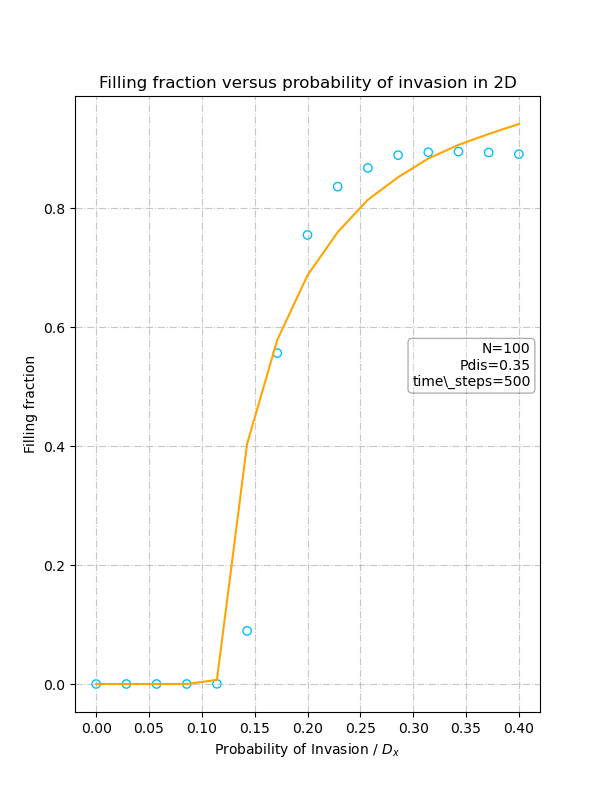 Filling fraction versus probability of invasion in 2D
0.8
0.6
0.4
0.2
0.0
Filling fraction
N=100
Pdis=0.35
time\_steps=500
0.00 0.05 0.10 0.15 0.20 0.25 0.30 0.35 0.40
Probability of Invasion / $D_x$